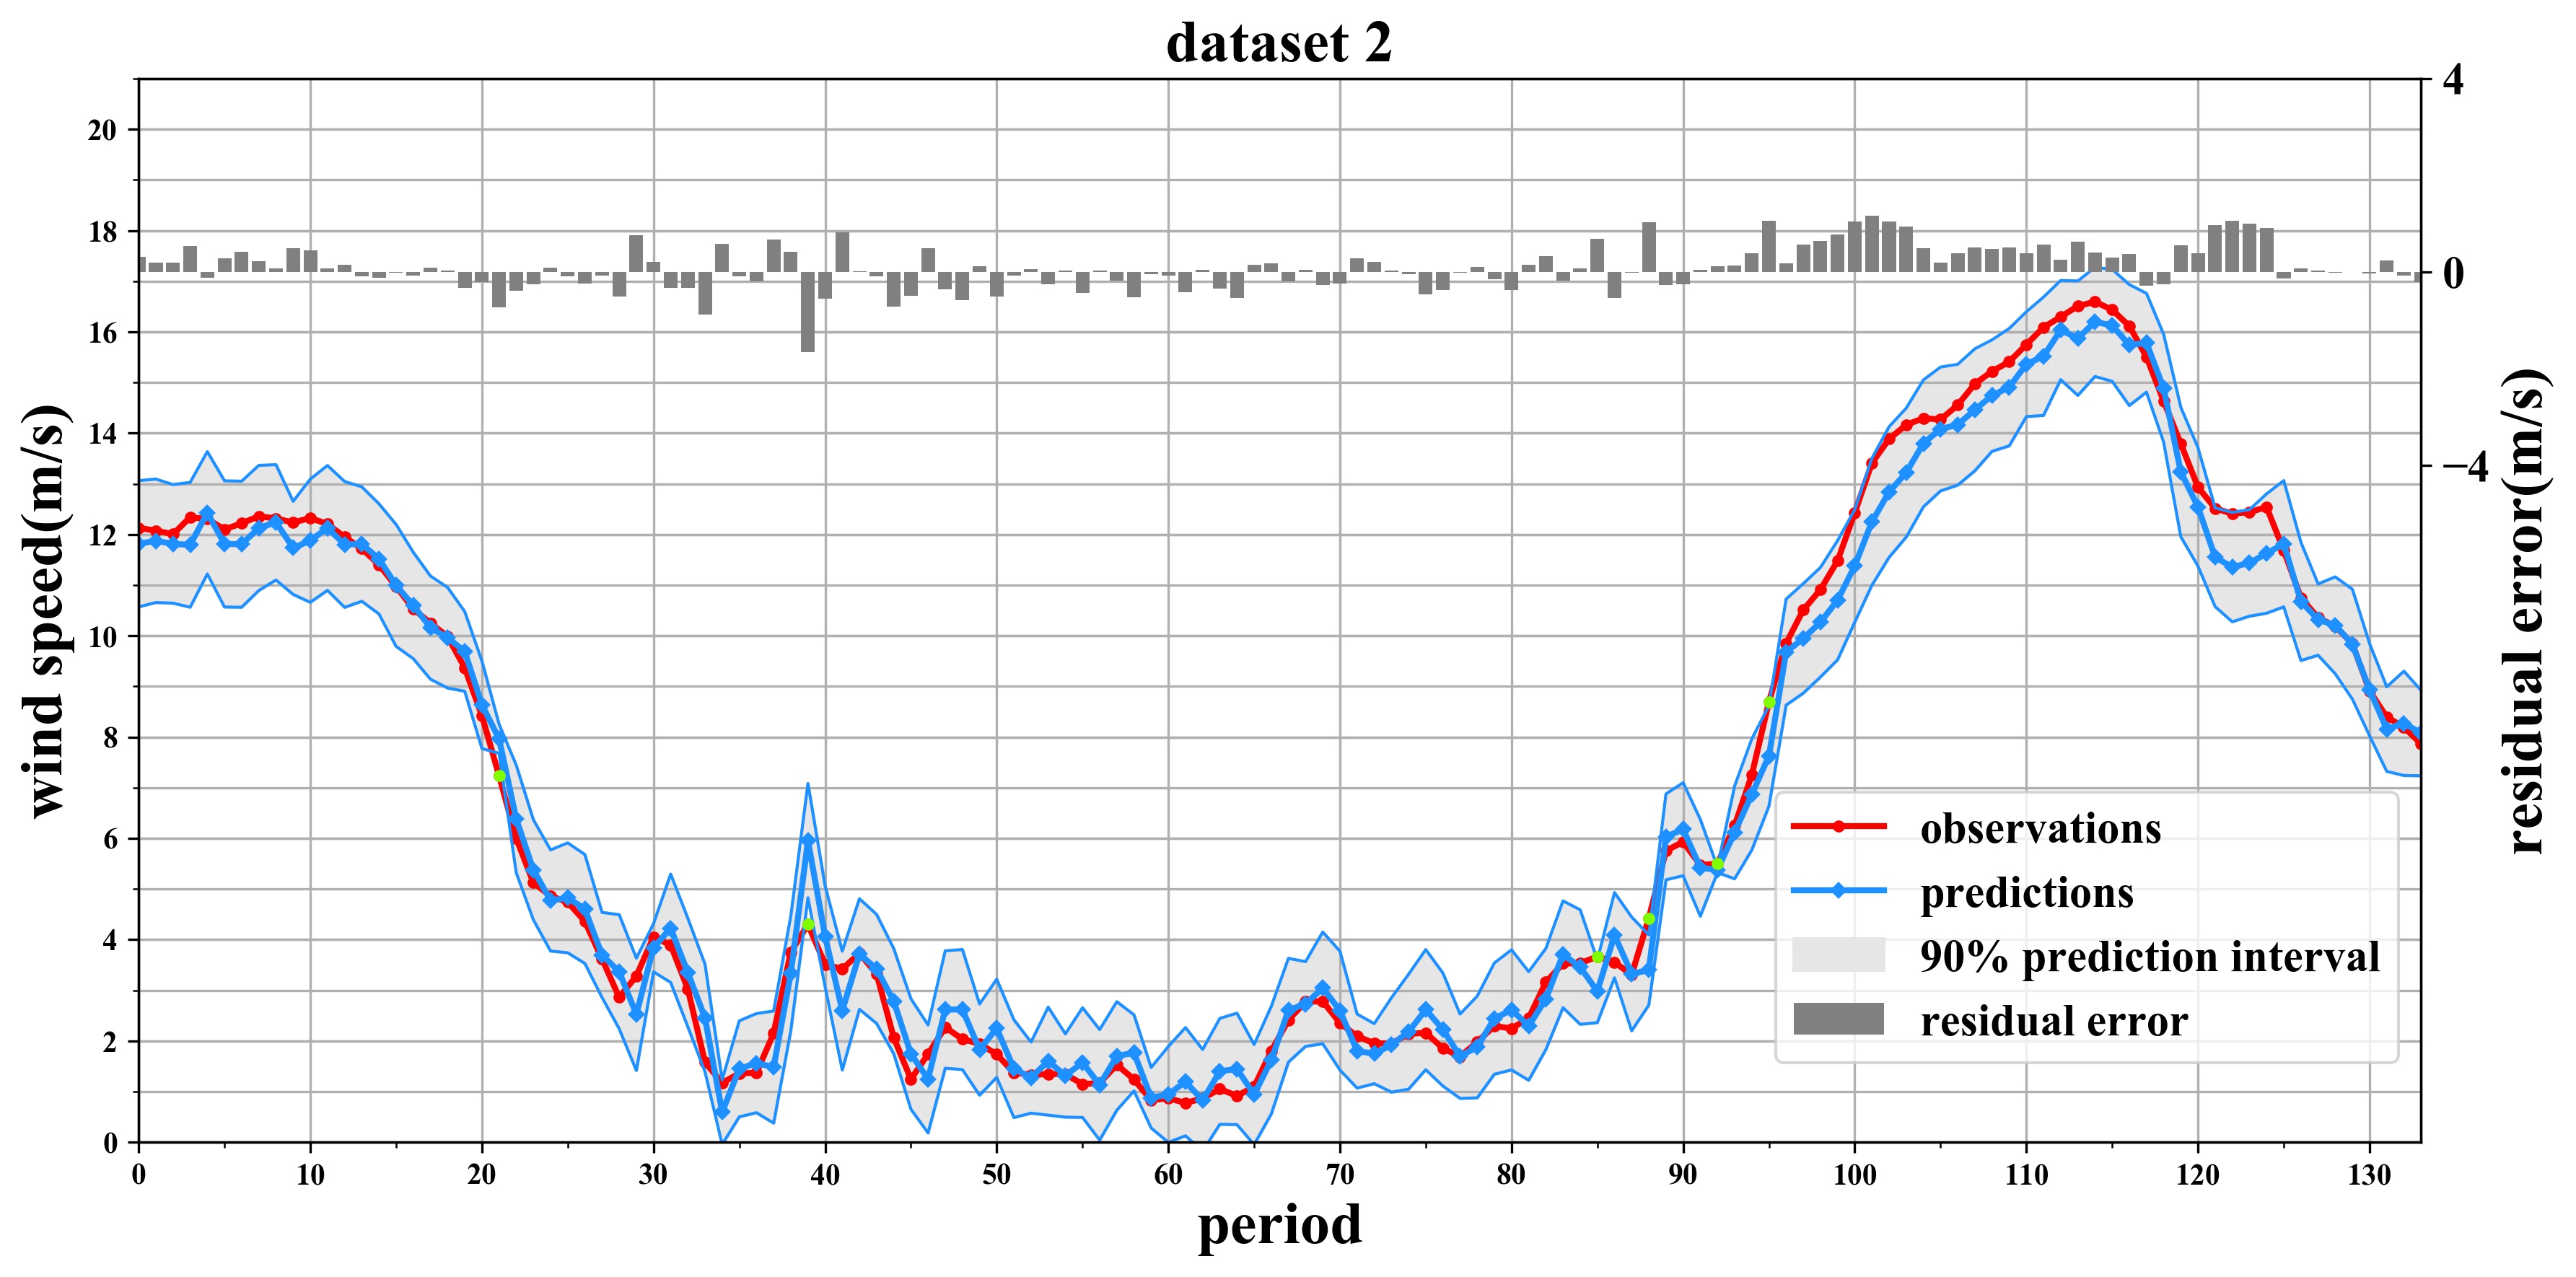 dataset 2
wind speed(m/s)
20
18
16
14
12
10
8
6
4
2
0
4
0
−4
residual error(m/s)
observations
predictions
90% prediction interval
residual error
0 10 20 30 40 50 60 70 80 90 100 110 120 130
period